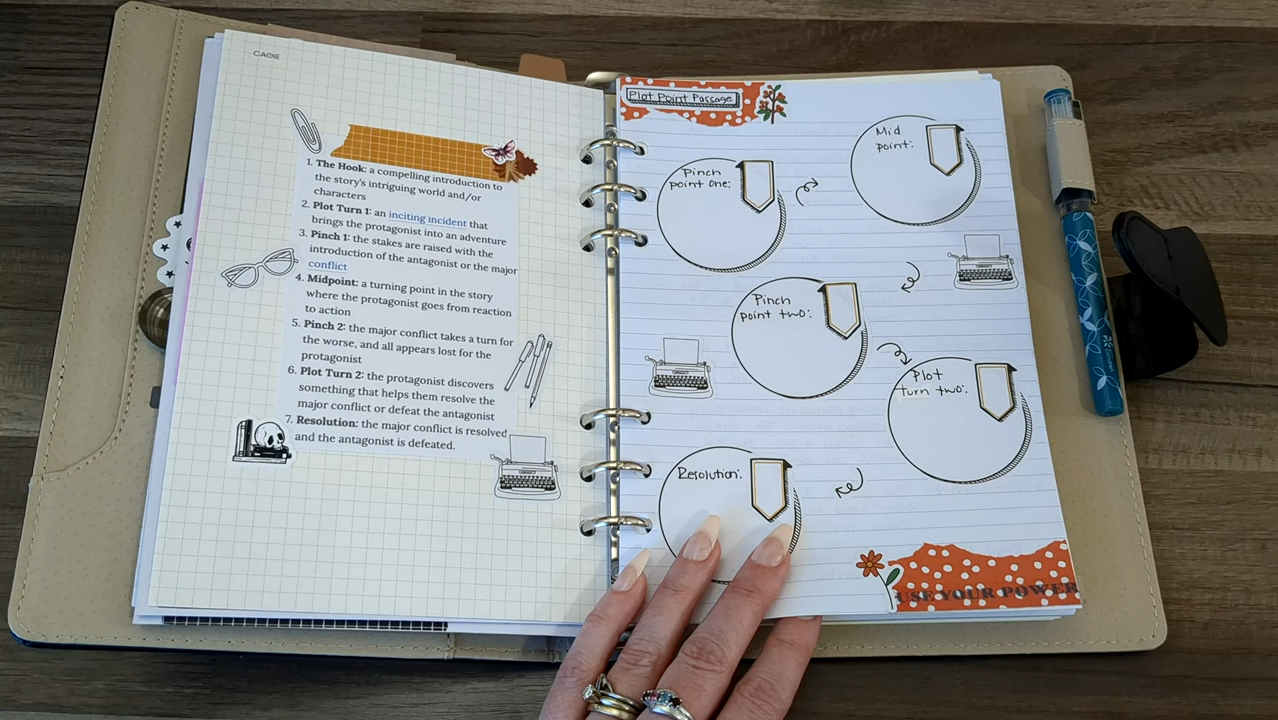 CAGIE
1. The Hook: a compelling introduction to
the story's intriguing world and/or
characters
2. Plot Turn 1: an inciting incident that
brings the protagonist into an adventure
3. Pinch 1: the stakes are raised with the
introduction of the antagonist or the major
conflict
4. Midpoint: a turning point in the story
where the protagonist goes from reaction
to action
5. Pinch 2: the major conflict takes a turn for
the worse, and all appears lost for the
protagonist
6. Plot Turn 2: the protagonist discovers
something that helps them resolve the
major conflict or defeat the antagonist
7. Resolution: the major conflict is resolved
and the antagonist is defeated.
Plot Point Passage
Mid
point:
Pinch
point one:
Pinch
point two:
Plot
turn two:
Resolution:
USE YOUR POWER